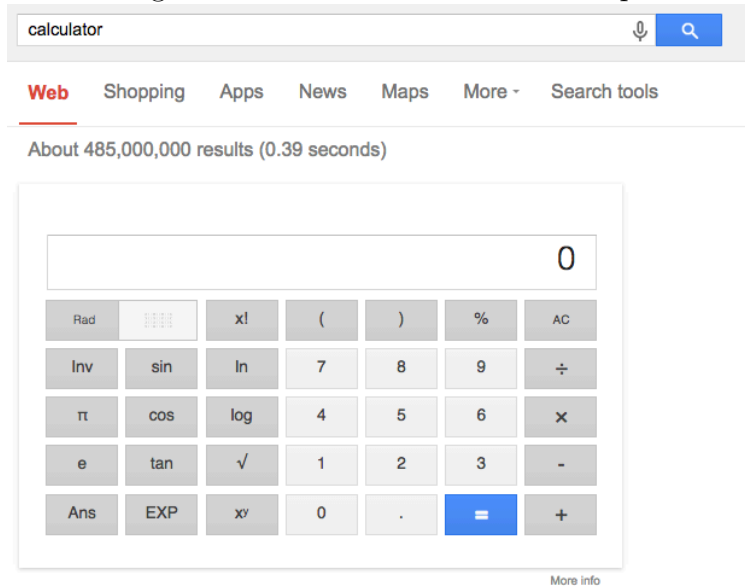 calculator
Web Shopping Apps News Maps More Search tools
About 485,000,000 results (0.39 seconds)
0
Rad x! ( ) % AC
Inv sin ln 7 8 9 ÷
π cos log 4 5 6 ×
e tan √ 1 2 3 -
Ans EXP xʸ 0 . = +
More info